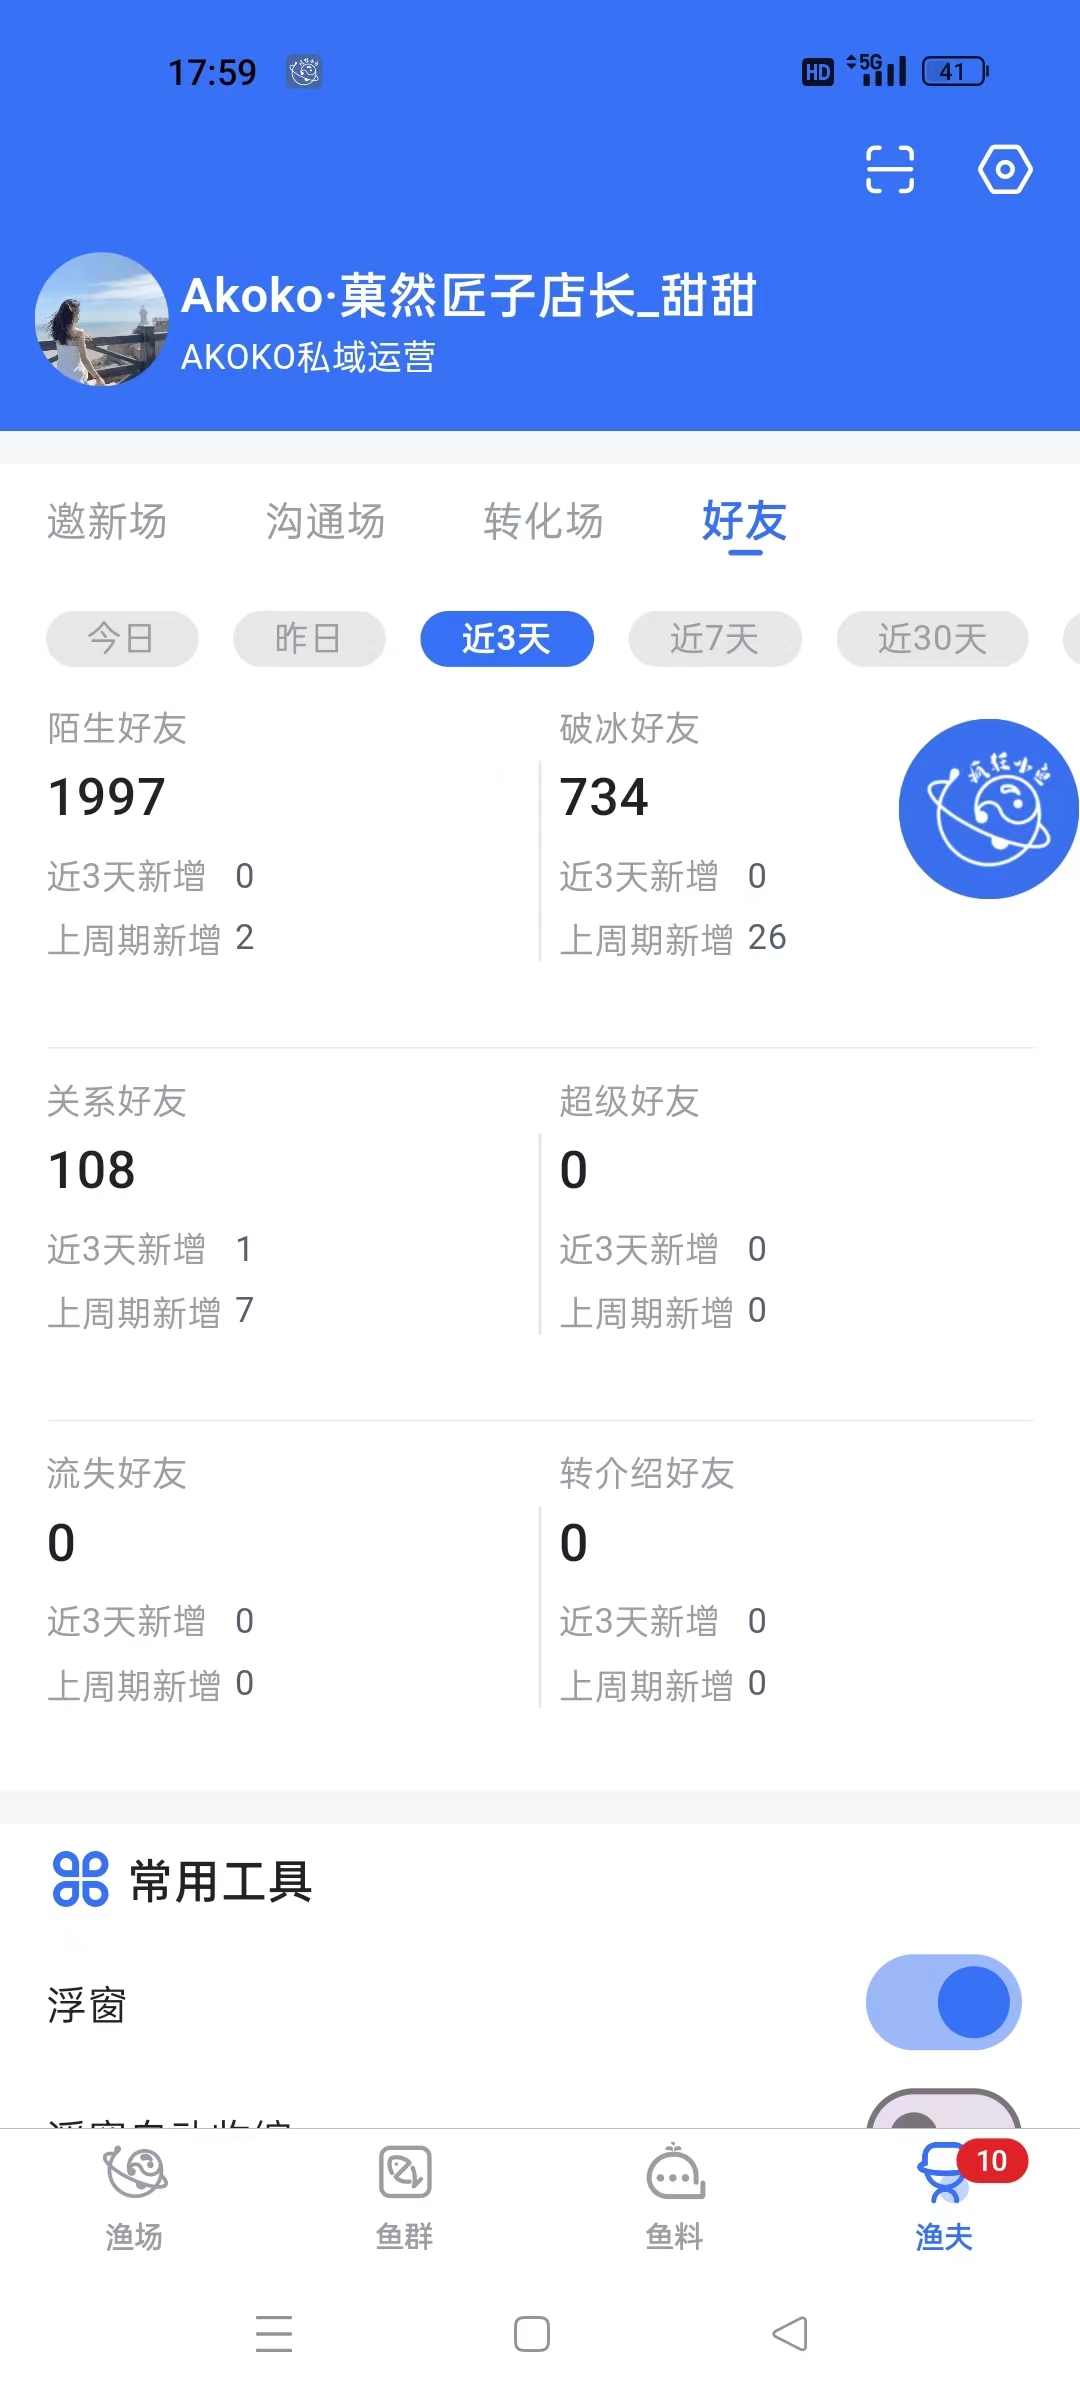 17:59
HD 5G 41
Akoko·菓然匠子店长_甜甜
AKOKO私域运营
邀新场 沟通场 转化场 好友
今日 昨日 近3天 近7天 近30天
陌生好友 破冰好友
疯狂小鱼
1997 734
近3天新增 0 近3天新增 0
上周期新增 2 上周期新增 26
关系好友 超级好友
108 0
近3天新增 1 近3天新增 0
上周期新增 7 上周期新增 0
流失好友 转介绍好友
0 0
近3天新增 0 近3天新增 0
上周期新增 0 上周期新增 0
常用工具
浮窗
10
渔场 鱼群 鱼料 渔夫